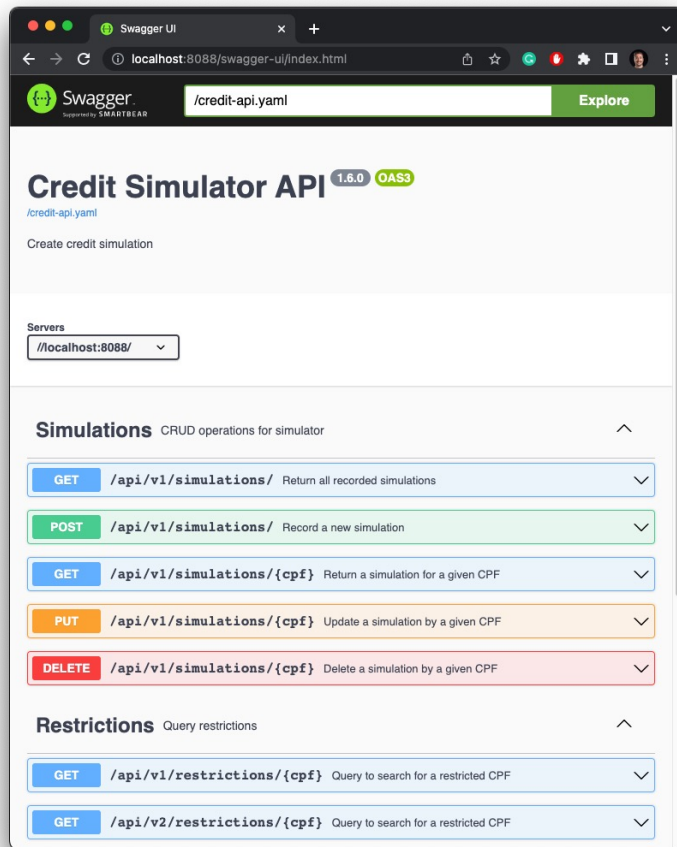 Swagger UI
localhost:8088/swagger-ui/index.html
{···} Swagger. /credit-api.yaml Explore
Supported by SMARTBEAR
Credit Simulator API 1.6.0 OAS3
/credit-api.yaml
Create credit simulation
Servers
//localhost:8088/
Simulations CRUD operations for simulator
GET /api/v1/simulations/ Return all recorded simulations
POST /api/v1/simulations/ Record a new simulation
GET /api/v1/simulations/{cpf} Return a simulation for a given CPF
PUT /api/v1/simulations/{cpf} Update a simulation by a given CPF
DELETE /api/v1/simulations/{cpf} Delete a simulation by a given CPF
Restrictions Query restrictions
GET /api/v1/restrictions/{cpf} Query to search for a restricted CPF
GET /api/v2/restrictions/{cpf} Query to search for a restricted CPF